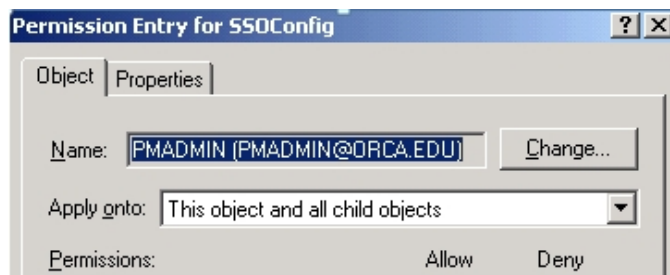 Permission Entry for SSOConfig
Object Properties
Name: PMADMIN (PMADMIN@ORCA.EDU) Change...
Apply onto: This object and all child objects
Permissions: Allow Deny